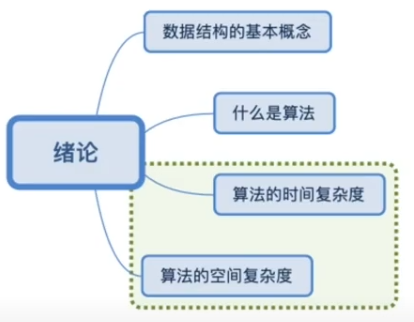 数据结构的基本概念
什么是算法
绪论
算法的时间复杂度
算法的空间复杂度